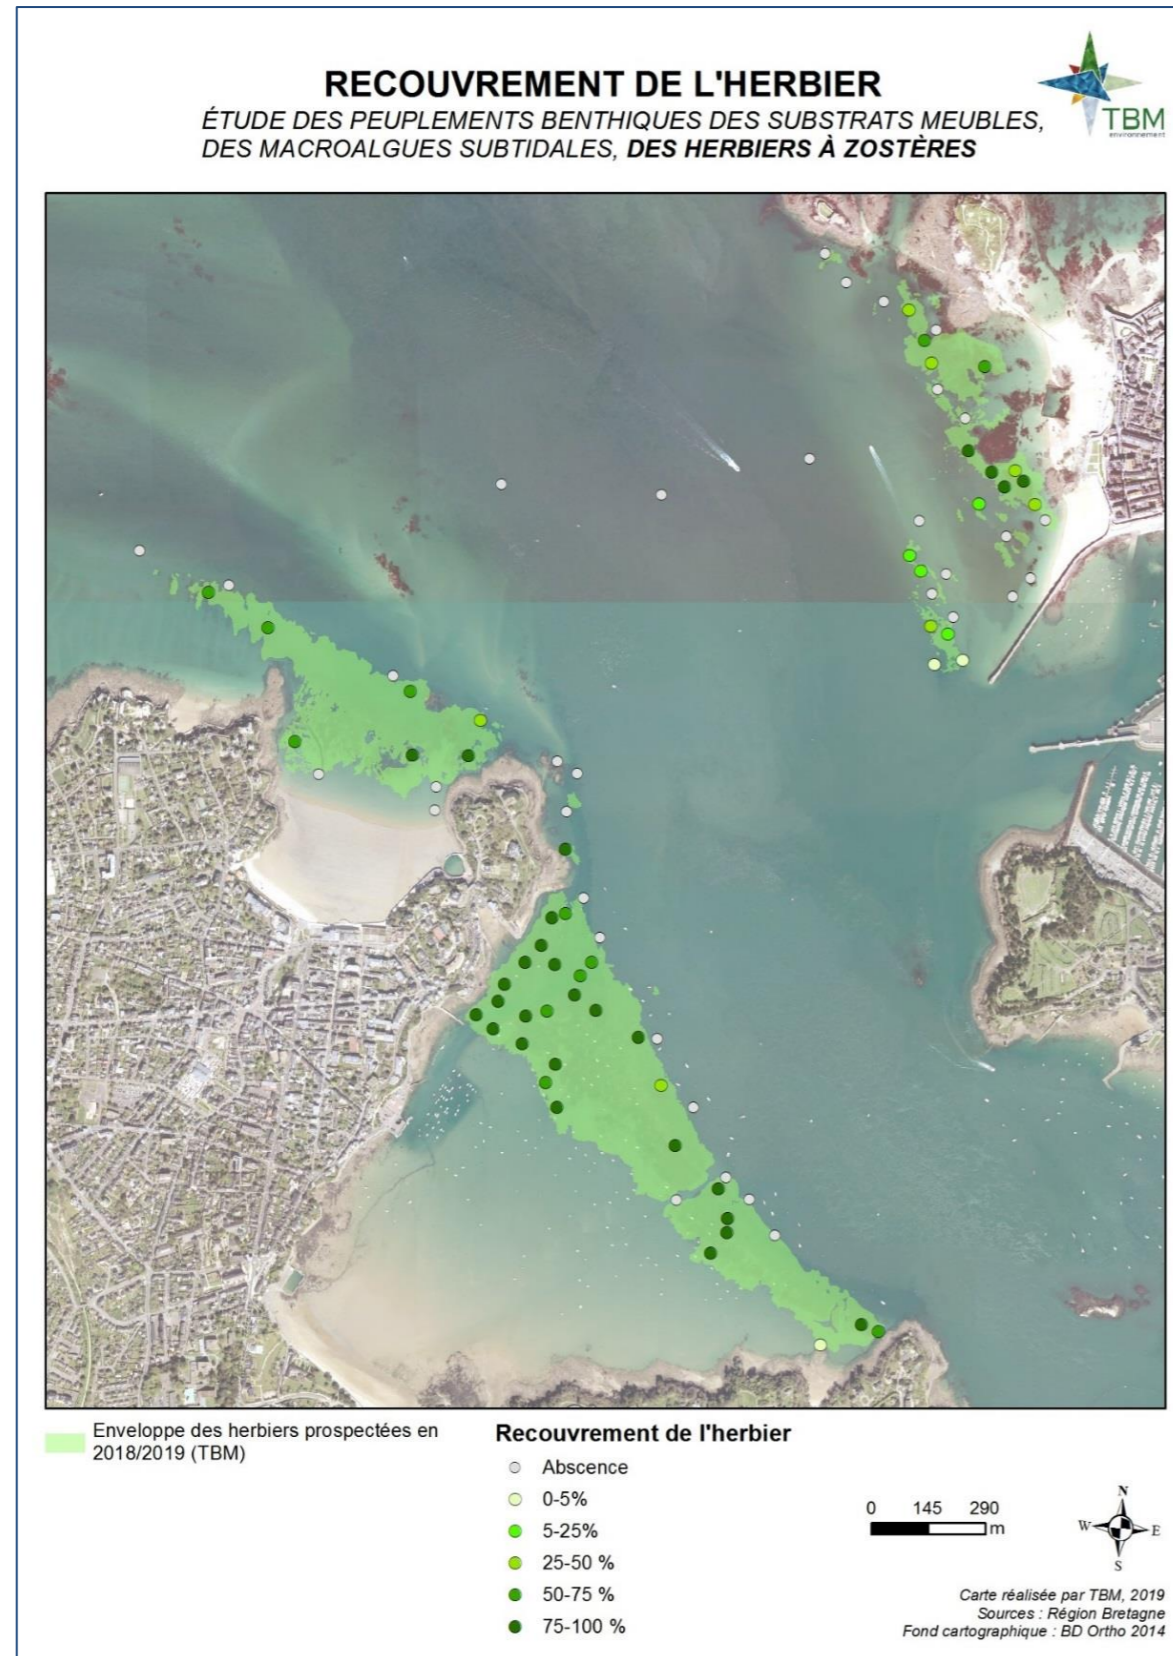 RECOUVREMENT DE L'HERBIER
ÉTUDE DES PEUPLEMENTS BENTHIQUES DES SUBSTRATS MEUBLES,
DES MACROALGUES SUBTIDALES, DES HERBIERS À ZOSTÈRES
TBM
environnement
Enveloppe des herbiers prospectées en
2018/2019 (TBM)
Recouvrement de l'herbier
Abscence
0-5%
5-25%
25-50 %
50-75 %
75-100 %
0 145 290
m
N
W E
S
Carte réalisée par TBM, 2019
Sources : Région Bretagne
Fond cartographique : BD Ortho 2014